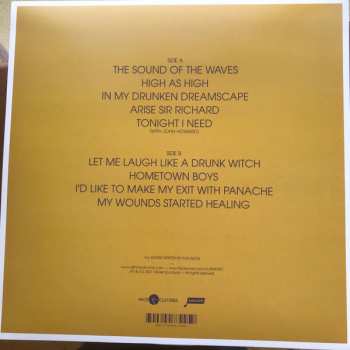 SIDE A
THE SOUND OF THE WAVES
HIGH AS HIGH
IN MY DRUNKEN DREAMSCAPE
ARISE SIR RICHARD
TONIGHT I NEED
SIDE B
LET ME LAUGH LIKE A DRUNK WITCH
HOMETOWN BOYS
I'D LIKE TO MAKE MY EXIT WITH PANACHE
MY WOUNDS STARTED HEALING